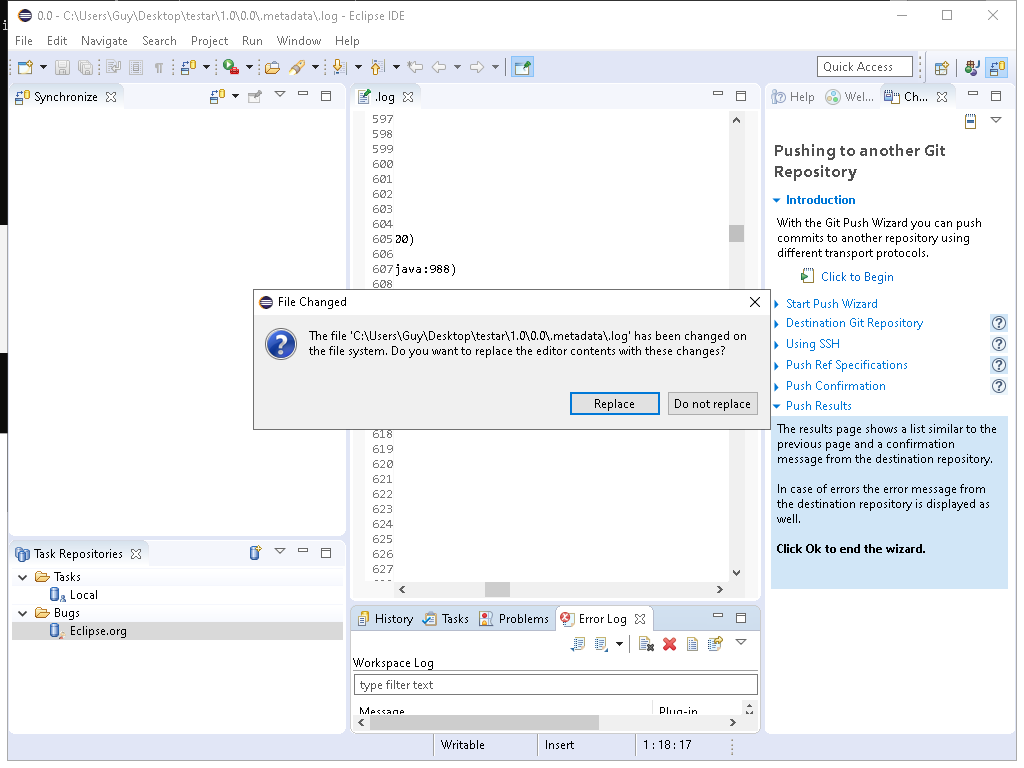 0.0 - C:\Users\Guy\Desktop\testar\1.0\0.0\.metadata\.log - Eclipse IDE
File Edit Navigate Search Project Run Window Help
Quick Access
Synchronize
.log
597
598
599
600
601
602
603
604
605 00)
606
607 java:988)
608
618
619
620
621
622
623
624
625
626
627
File Changed
The file 'C:\Users\Guy\Desktop\testar\1.0\0.0\.metadata\.log' has been changed on
the file system. Do you want to replace the editor contents with these changes?
Replace
Do not replace
Help Wel... Ch...
Pushing to another Git
Repository
Introduction
With the Git Push Wizard you can push
commits to another repository using
different transport protocols.
Click to Begin
Start Push Wizard
Destination Git Repository
Using SSH
Push Ref Specifications
Push Confirmation
Push Results
The results page shows a list similar to the
previous page and a confirmation
message from the destination repository.
In case of errors the error message from
the destination repository is displayed as
well.
Click Ok to end the wizard.
Task Repositories
Tasks
Local
Bugs
Eclipse.org
History Tasks Problems Error Log
Workspace Log
type filter text
Message Plug-in
Writable Insert 1 : 18 : 17